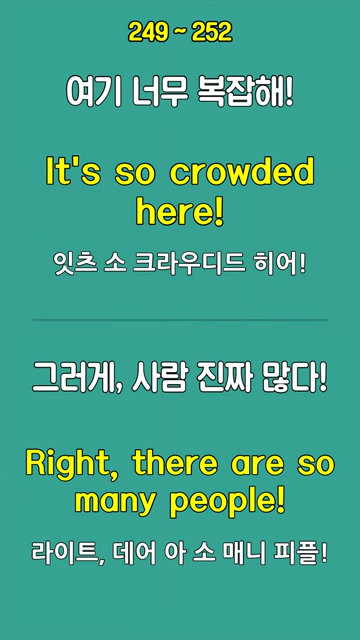 249 ~ 252
여기 너무 복잡해!
It's so crowded
here!
잇츠 소 크라우디드 히어!
그러게, 사람 진짜 많다!
Right, there are so
many people!
라이트, 데어 아 소 매니 피플!